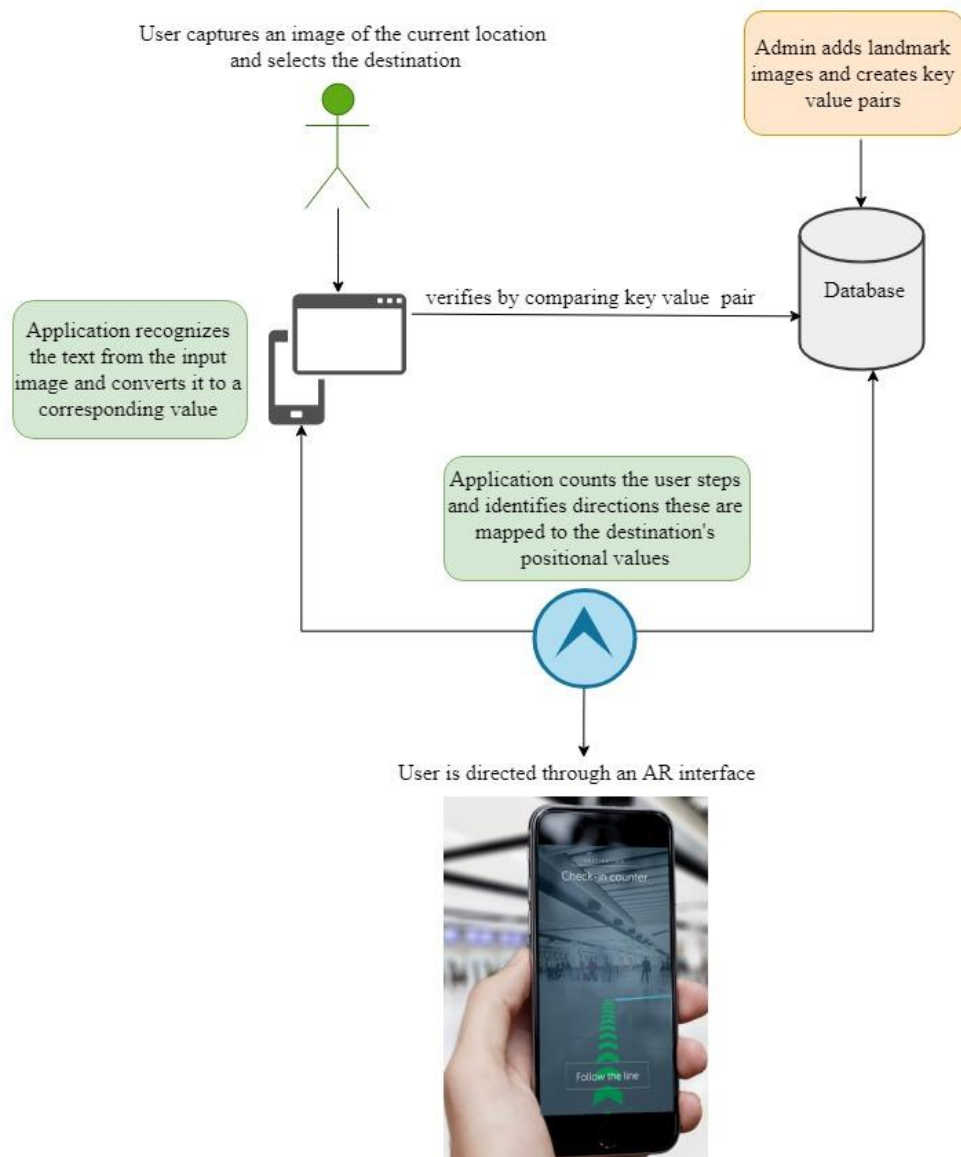 User captures an image of the current location
and selects the destination
Admin adds landmark
images and creates key
value pairs
verifies by comparing key value  pair
Database
Application recognizes
the text from the input
image and converts it to a
corresponding value
Application counts the user steps
and identifies directions these are
mapped to the destination's
positional values
User is directed through an AR interface
Check-in counter
Follow the line